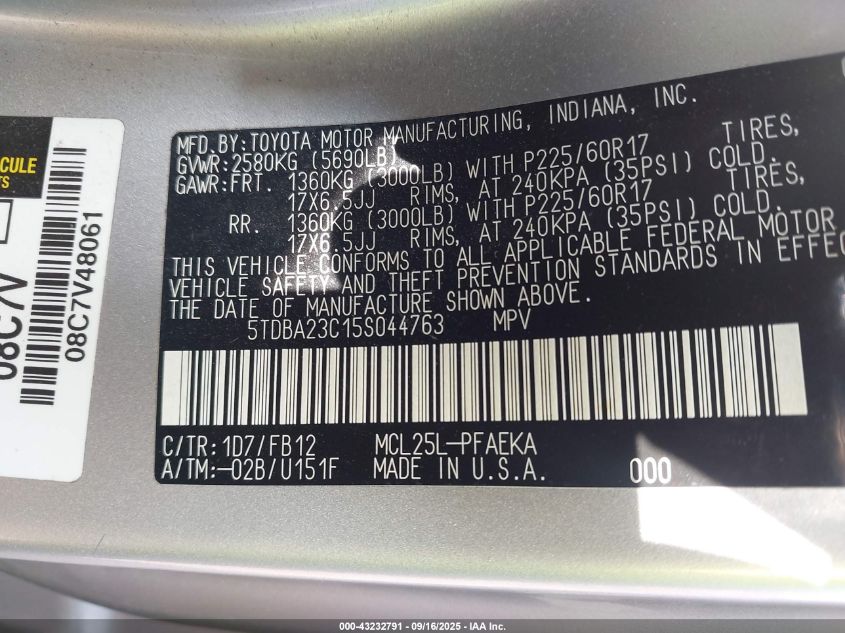 MFD. BY: TOYOTA MOTOR MANUFACTURING, INDIANA, INC.
GVWR: 2580KG (5690LB)
GAWR: FRT. 1360KG (3000LB) WITH P225/60R17 TIRES,
17X6.5JJ RIMS, AT 240KPA (35PSI) COLD.
RR. 1360KG (3000LB) WITH P225/60R17 TIRES,
17X6.5JJ RIMS, AT 240KPA (35PSI) COLD.
THIS VEHICLE CONFORMS TO ALL APPLICABLE FEDERAL MOTOR
VEHICLE SAFETY AND THEFT PREVENTION STANDARDS IN EFFEC
THE DATE OF MANUFACTURE SHOWN ABOVE.
5TDBA23C15S044763 MPV
C/TR: 1D7/FB12 MCL25L-PFAEKA
A/TM: -02B/U151F MADE IN U.S.A. 000
ICULE
TS
08C7V
08C7V48061
000-43232791 - 09/16/2025 - IAA Inc.